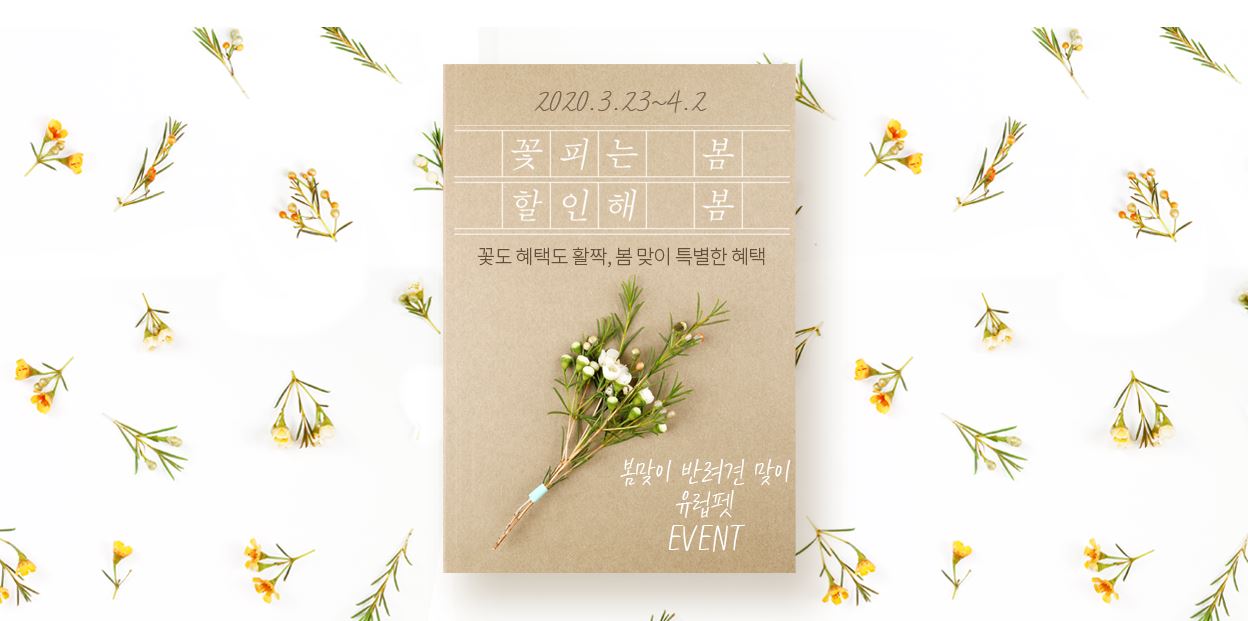 2020.3.23~4.2
꽃피는 봄
할인해 봄
꽃도 혜택도 활짝, 봄 맞이 특별한 혜택
봄맞이 반려견 맞이
유럽펫
EVENT